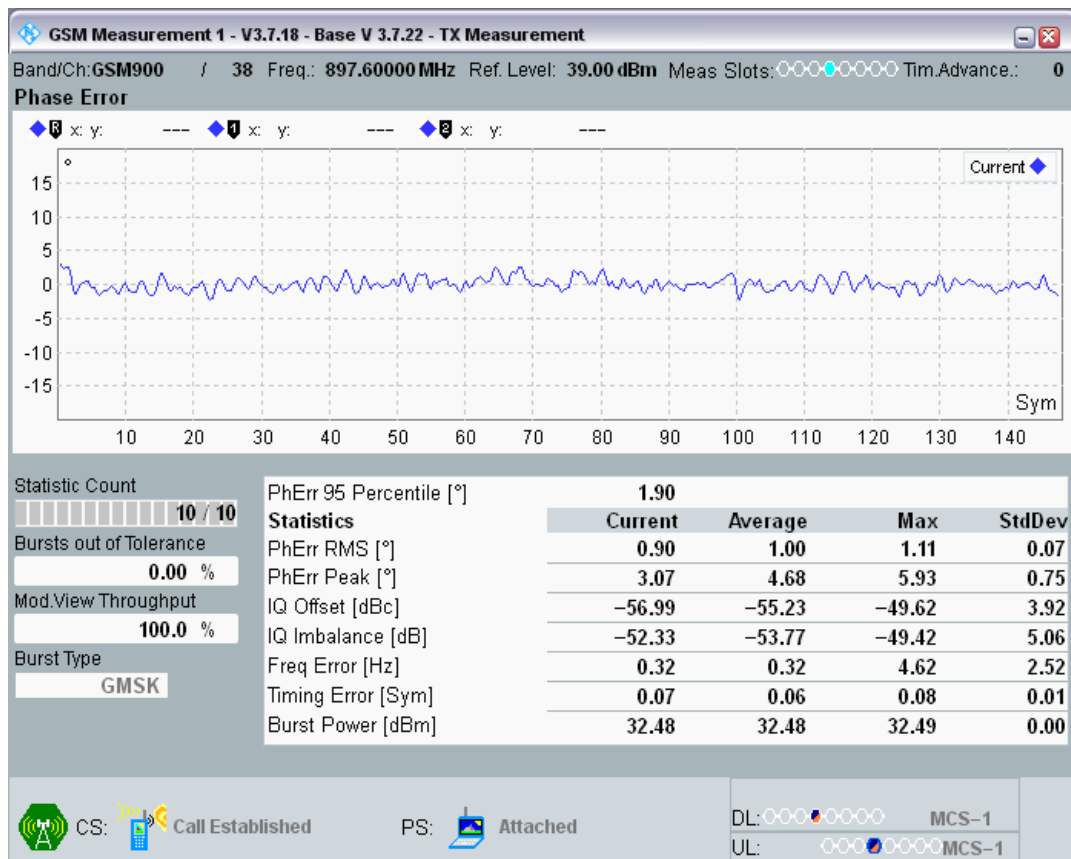 GSM Measurement 1 - V3.7.18 - Base V 3.7.22 - TX Measurement
Band/Ch:GSM900 / 38 Freq.: 897.60000 MHz Ref. Level: 39.00 dBm Meas Slots: Tim.Advance.: 0
Phase Error
R x: y: --- 1 x: y: --- 2 x: y: ---
°
Current
15
10
5
0
-5
-10
-15
Sym
10 20 30 40 50 60 70 80 90 100 110 120 130 140
Statistic Count
10 / 10
Bursts out of Tolerance
0.00 %
Mod.View Throughput
100.0 %
Burst Type
GMSK
PhErr 95 Percentile [°] 1.90
Statistics Current Average Max StdDev
PhErr RMS [°] 0.90 1.00 1.11 0.07
PhErr Peak [°] 3.07 4.68 5.93 0.75
IQ Offset [dBc] −56.99 −55.23 −49.62 3.92
IQ Imbalance [dB] −52.33 −53.77 −49.42 5.06
Freq Error [Hz] 0.32 0.32 4.62 2.52
Timing Error [Sym] 0.07 0.06 0.08 0.01
Burst Power [dBm] 32.48 32.48 32.49 0.00
CS: Call Established PS: Attached
DL: MCS−1
UL: MCS−1